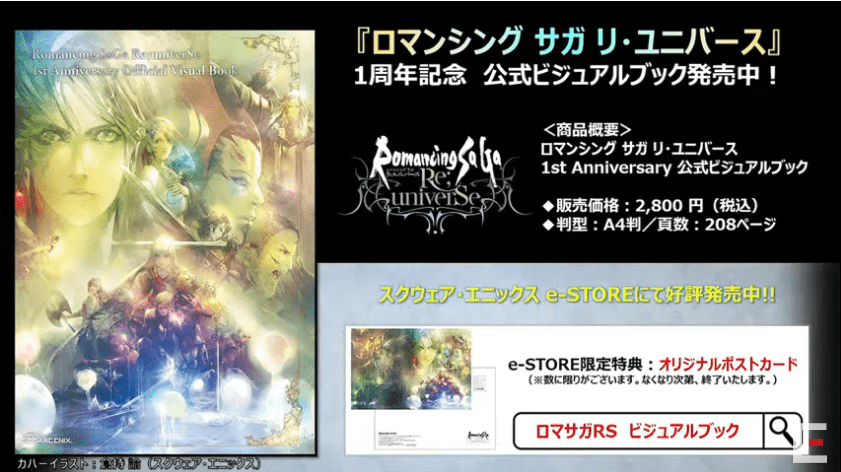 Romancing SaGa Re;univerSe
1st Anniversary Official Visual Book
SQUARE ENIX.
カバーイラスト:倉持 諭(スクウェア・エニックス)
『ロマンシング サガ リ・ユニバース』
1周年記念 公式ビジュアルブック発売中!
Romancing SaGa
Re;
univerSe
<商品概要>
ロマンシング サガ リ・ユニバース
1st Anniversary 公式ビジュアルブック
◆販売価格:2,800 円(税込)
◆判型:A4判/頁数:208ページ
スクウェア・エニックス e-STOREにて好評発売中!!
e-STORE限定特典:オリジナルポストカード
(※数に限りがございます。なくなり次第、終了いたします。)
ロマサガRS ビジュアルブック